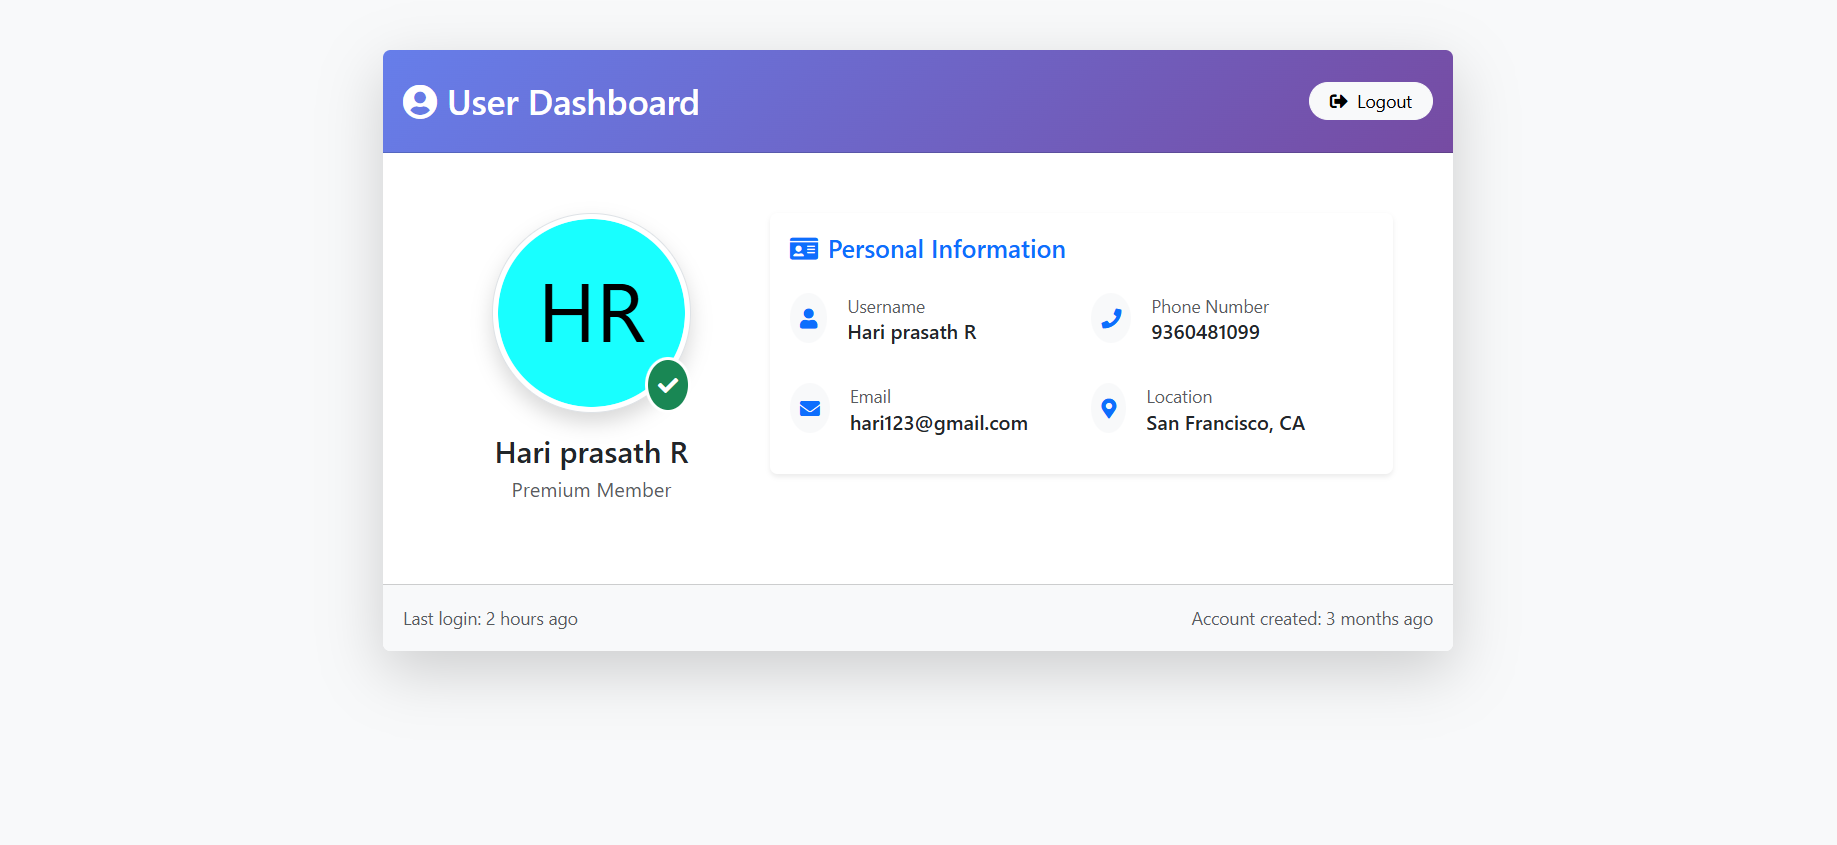 User Dashboard
Logout
HR
Hari prasath R
Premium Member
Personal Information
Username
Hari prasath R
Phone Number
9360481099
Email
hari123@gmail.com
Location
San Francisco, CA
Last login: 2 hours ago
Account created: 3 months ago